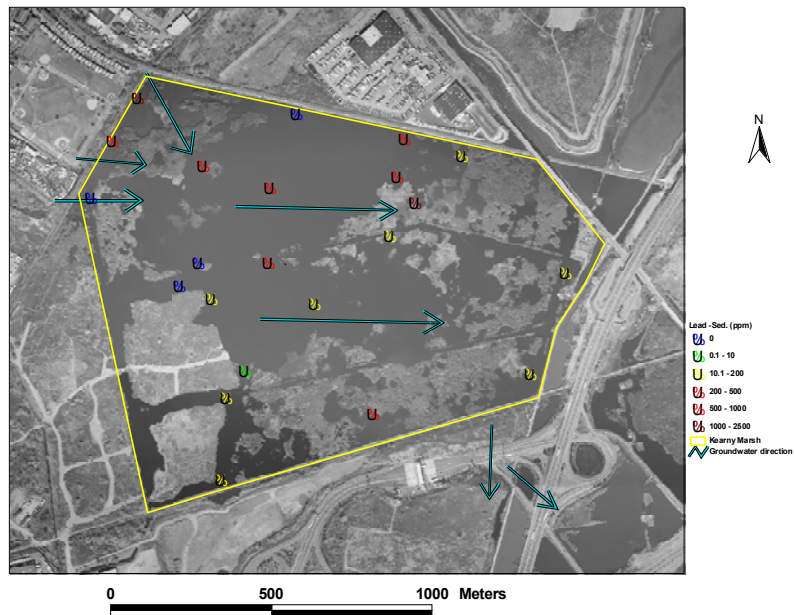 N
Lead -Sed. (ppm)
0
0.1 - 10
10.1 - 200
200 - 500
500 - 1000
1000 - 2500
Kearny Marsh
Groundwater direction
0 500 1000 Meters